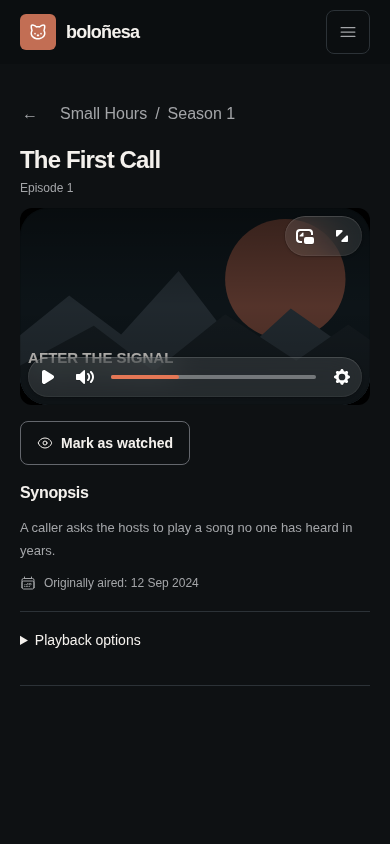 boloñesa
← Small Hours / Season 1
The First Call
Episode 1
AFTER THE SIGNAL
Mark as watched
Synopsis
A caller asks the hosts to play a song no one has heard in
years.
Originally aired: 12 Sep 2024
Playback options